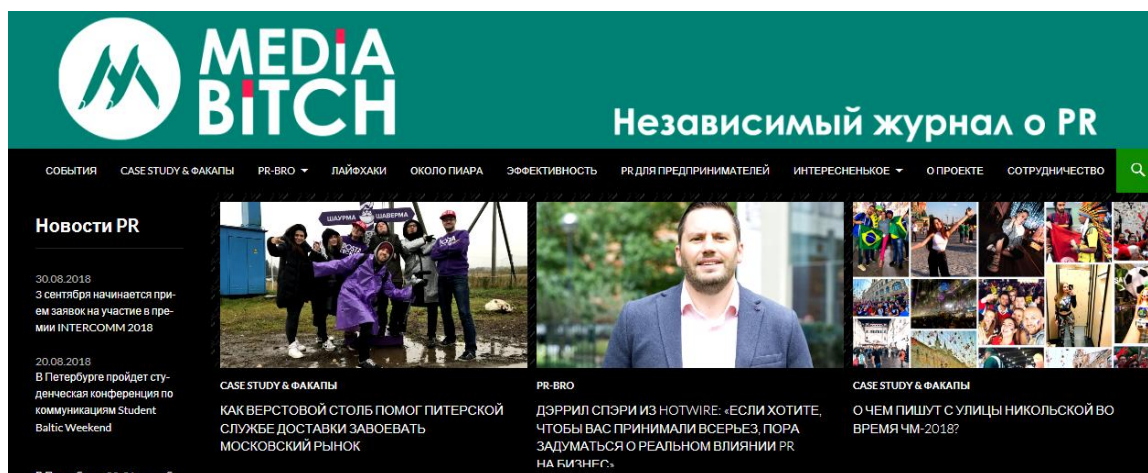 MEDIA
BITCH
Независимый журнал о PR
СОБЫТИЯ CASE STUDY & ФАКАПЫ PR-BRO ЛАЙФХАКИ ОКОЛО ПИАРА ЭФФЕКТИВНОСТЬ PR ДЛЯ ПРЕДПРИНИМАТЕЛЕЙ ИНТЕРЕСНЕНЬКОЕ О ПРОЕКТЕ СОТРУДНИЧЕСТВО
Новости PR
30.08.2018
3 сентября начинается при-
ем заявок на участие в пре-
мии INTERCOMM 2018
20.08.2018
В Петербурге пройдет сту-
денческая конференция по
коммуникациям Student
Baltic Weekend
ШАУРМА ШАВЕРМА
CASE STUDY & ФАКАПЫ
КАК ВЕРСТОВОЙ СТОЛБ ПОМОГ ПИТЕРСКОЙ
СЛУЖБЕ ДОСТАВКИ ЗАВОЕВАТЬ
МОСКОВСКИЙ РЫНОК
PR-BRO
ДЭРРИЛ СПЭРИ ИЗ HOTWIRE: «ЕСЛИ ХОТИТЕ,
ЧТОБЫ ВАС ПРИНИМАЛИ ВСЕРЬЕЗ, ПОРА
ЗАДУМАТЬСЯ О РЕАЛЬНОМ ВЛИЯНИИ PR
НА БИЗНЕС»
CASE STUDY & ФАКАПЫ
О ЧЕМ ПИШУТ С УЛИЦЫ НИКОЛЬСКОЙ ВО
ВРЕМЯ ЧМ-2018?